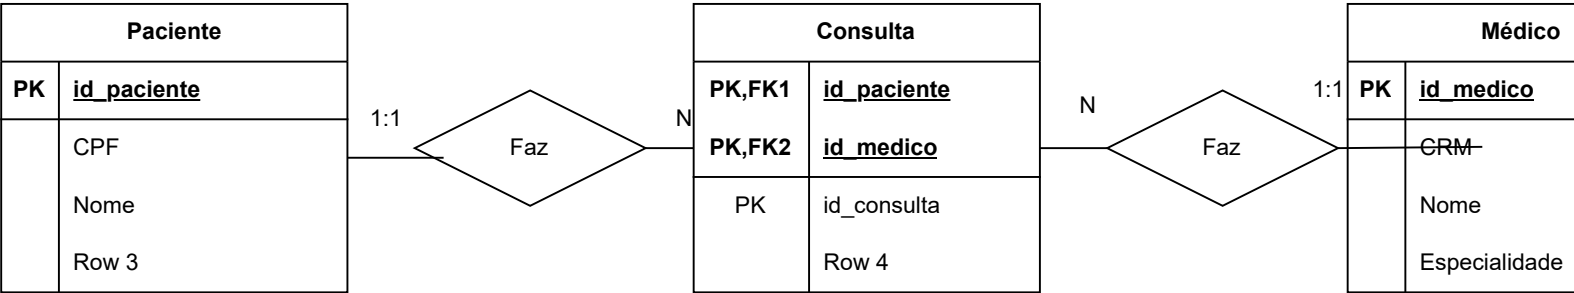 Paciente
PK id_paciente
CPF
Nome
Row 3
1:1
Faz
N
Consulta
PK,FK1 id_paciente
PK,FK2 id_medico
PK id_consulta
Row 4
N
Faz
1:1
Médico
PK id_medico
CRM
Nome
Especialidade